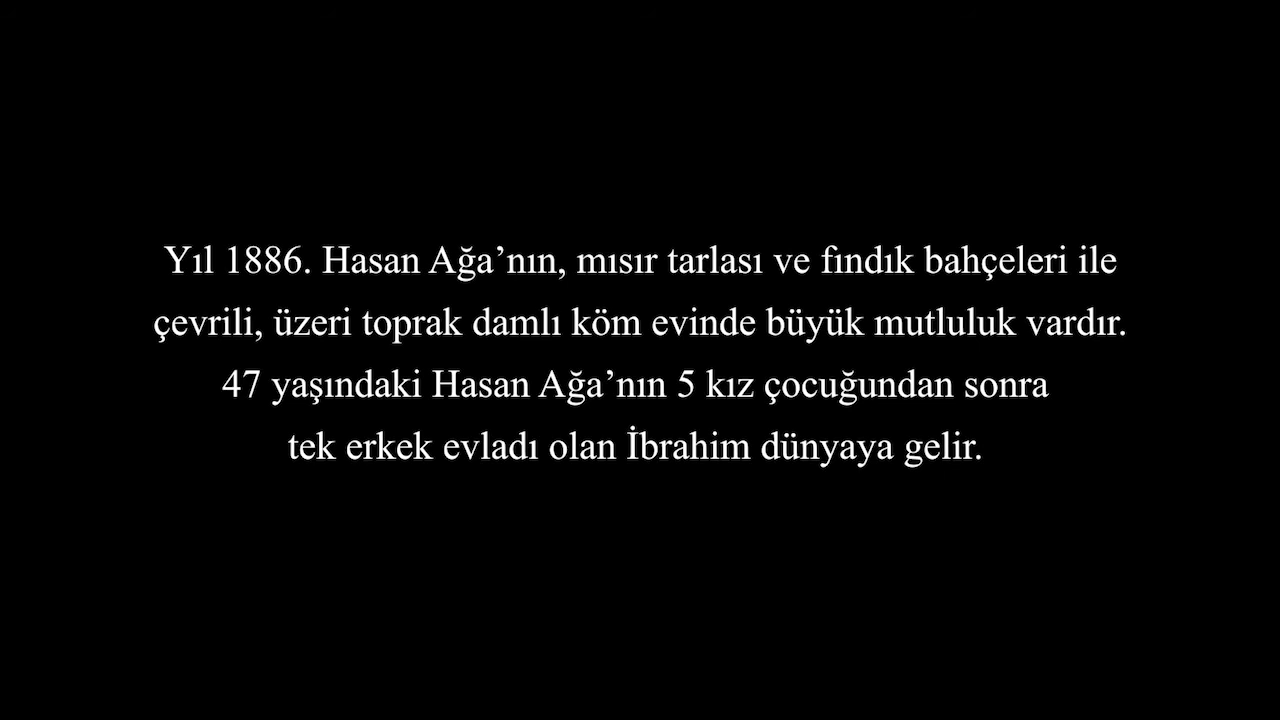 Yıl 1886. Hasan Ağa’nın, mısır tarlası ve fındık bahçeleri ile
çevrili, üzeri toprak damlı köm evinde büyük mutluluk vardır.
47 yaşındaki Hasan Ağa’nın 5 kız çocuğundan sonra
tek erkek evladı olan İbrahim dünyaya gelir.